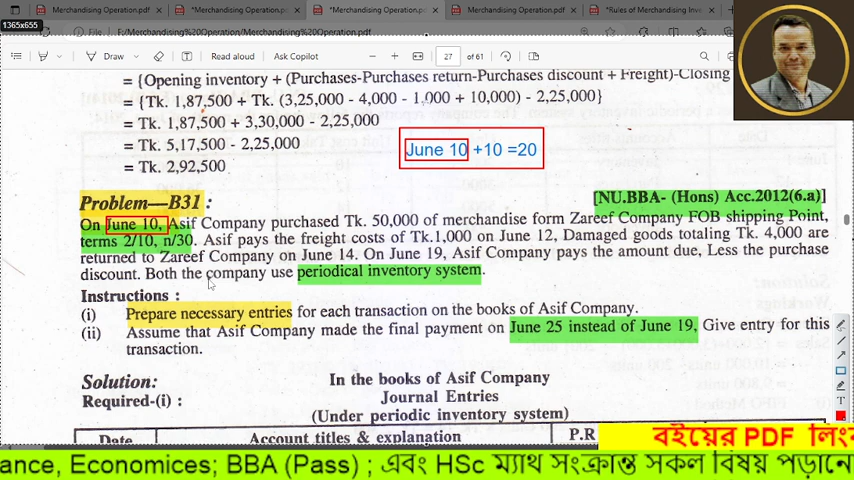 1365x655
Merchandising Operation.pdf
*Merchandising Operation.pdf
*Merchandising Operation.pdf
Merchandising Operation.pdf
*Rules of Merchandising Inve
File
F:/Merchandising%20Operation/Merchandising%20Operation.pdf
Draw
Read aloud
Ask Copilot
27
of 61
= {Opening inventory + (Purchases-Purchases return-Purchases discount + Freight)-Closing
= {Tk. 1,87,500 + Tk. (3,25,000 - 4,000 - 1,000 + 10,000) - 2,25,000}
= Tk. 1,87,500 + 3,30,000 - 2,25,000
= Tk. 5,17,500 - 2,25,000
= Tk. 2,92,500
June 10 +10 =20
Problem—B31 :
[NU.BBA- (Hons) Acc.2012(6.a)]
On June 10, Asif Company purchased Tk. 50,000 of merchandise form Zareef Company FOB shipping Point,
terms 2/10, n/30. Asif pays the freight costs of Tk.1,000 on June 12, Damaged goods totaling Tk. 4,000 are
returned to Zareef Company on June 14. On June 19, Asif Company pays the amount due, Less the purchase
discount. Both the company use periodical inventory system.
Instructions :
(i) Prepare necessary entries for each transaction on the books of Asif Company.
(ii) Assume that Asif Company made the final payment on June 25 instead of June 19, Give entry for this
transaction.
Solution:
In the books of Asif Company
Required-(i) :
Journal Entries
(Under periodic inventory system)
Date
Account titles & explanation
P.R
বইয়ের PDF লিং
ance, Economices; BBA (Pass) ; এবং HSc ম্যাথ সংক্রান্ত সকল বিষয় পড়ানো